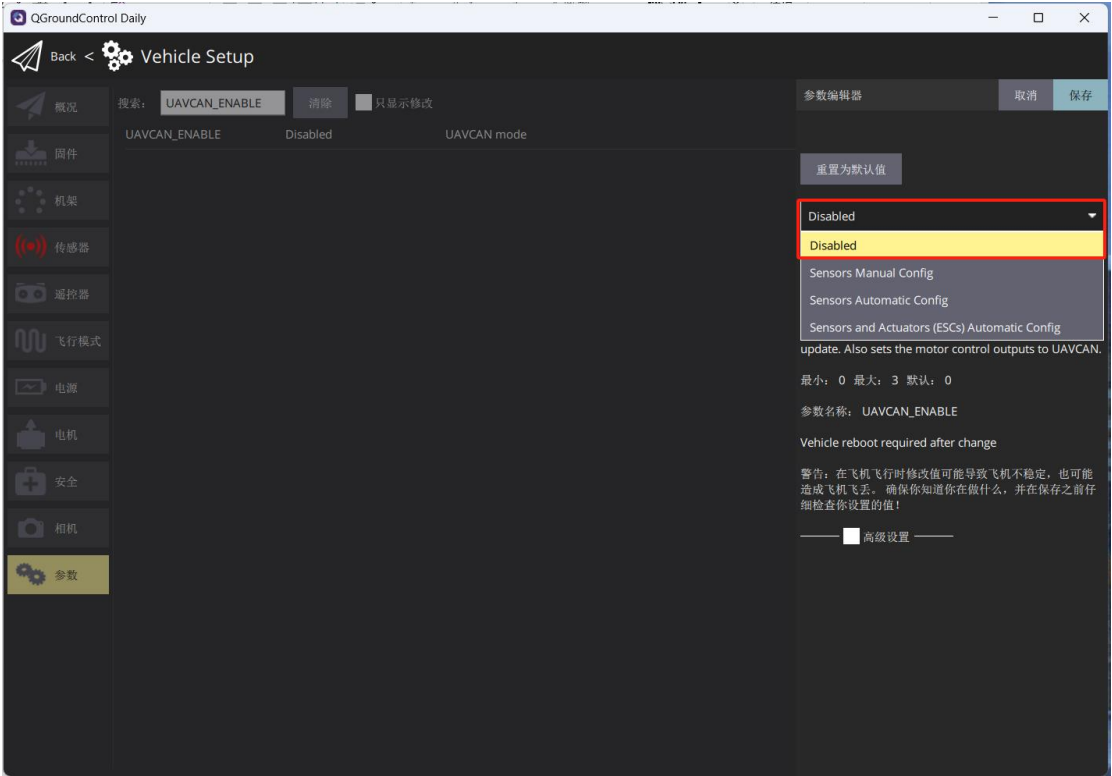 QGroundControl Daily
Back < Vehicle Setup
概况
固件
机架
传感器
遥控器
飞行模式
电源
电机
安全
相机
参数
搜索: UAVCAN_ENABLE 清除 只显示修改
UAVCAN_ENABLE Disabled UAVCAN mode
参数编辑器 取消 保存
重置为默认值
Disabled
Disabled
Sensors Manual Config
Sensors Automatic Config
Sensors and Actuators (ESCs) Automatic Config
update. Also sets the motor control outputs to UAVCAN.
最小: 0 最大: 3 默认: 0
参数名称: UAVCAN_ENABLE
Vehicle reboot required after change
警告: 在飞机飞行时修改值可能导致飞机不稳定, 也可能
造成飞机飞丢。 确保你知道你在做什么, 并在保存之前仔
细检查你设置的值!
高级设置